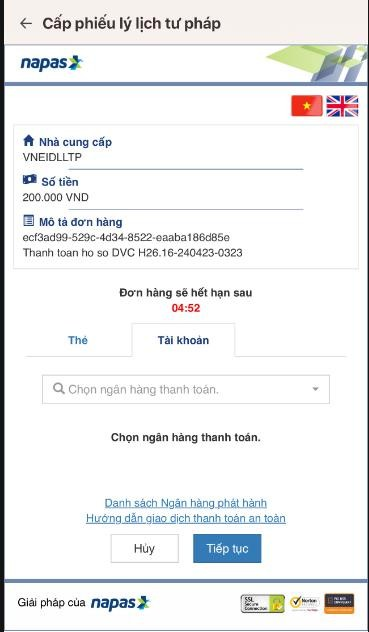 ← Cấp phiếu lý lịch tư pháp
napas
Nhà cung cấp
VNEIDLLTP
Số tiền
200.000 VND
Mô tả đơn hàng
ecf3ad99-529c-4d34-8522-eaaba186d85e
Thanh toan ho so DVC H26.16-240423-0323
Đơn hàng sẽ hết hạn sau
04:52
Thẻ
Tài khoản
Chọn ngân hàng thanh toán.
Chọn ngân hàng thanh toán.
Danh sách Ngân hàng phát hành
Hướng dẫn giao dịch thanh toán an toàn
Hủy
Tiếp tục
Giải pháp của napas
SSL
Secure
Connection
Norton